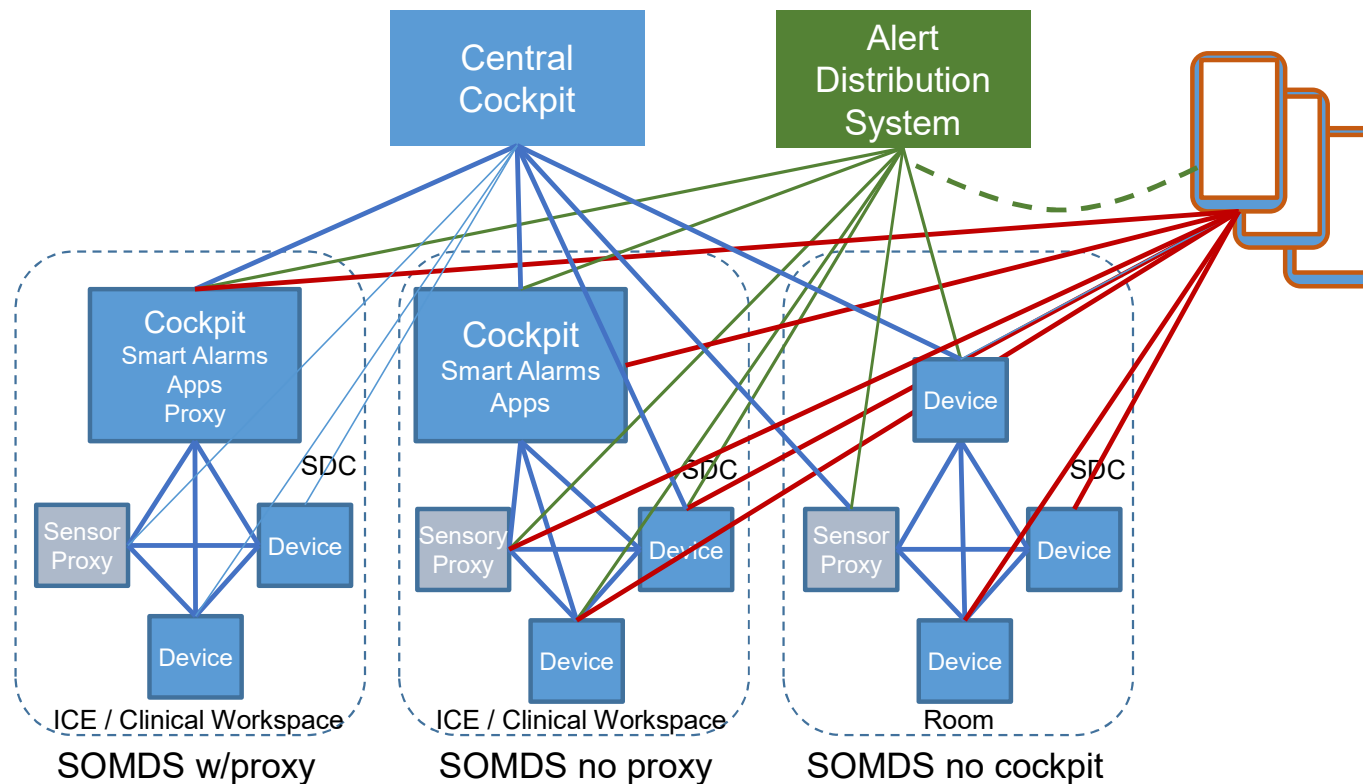 Central
Cockpit
Alert
Distribution
System
Cockpit
Smart Alarms
Apps
Proxy
SDC
Sensor
Proxy
Device
Device
ICE / Clinical Workspace
SOMDS w/proxy
Cockpit
Smart Alarms
Apps
SDC
Sensory
Proxy
Device
Device
ICE / Clinical Workspace
SOMDS no proxy
Device
SDC
Sensor
Proxy
Device
Device
Room
SOMDS no cockpit